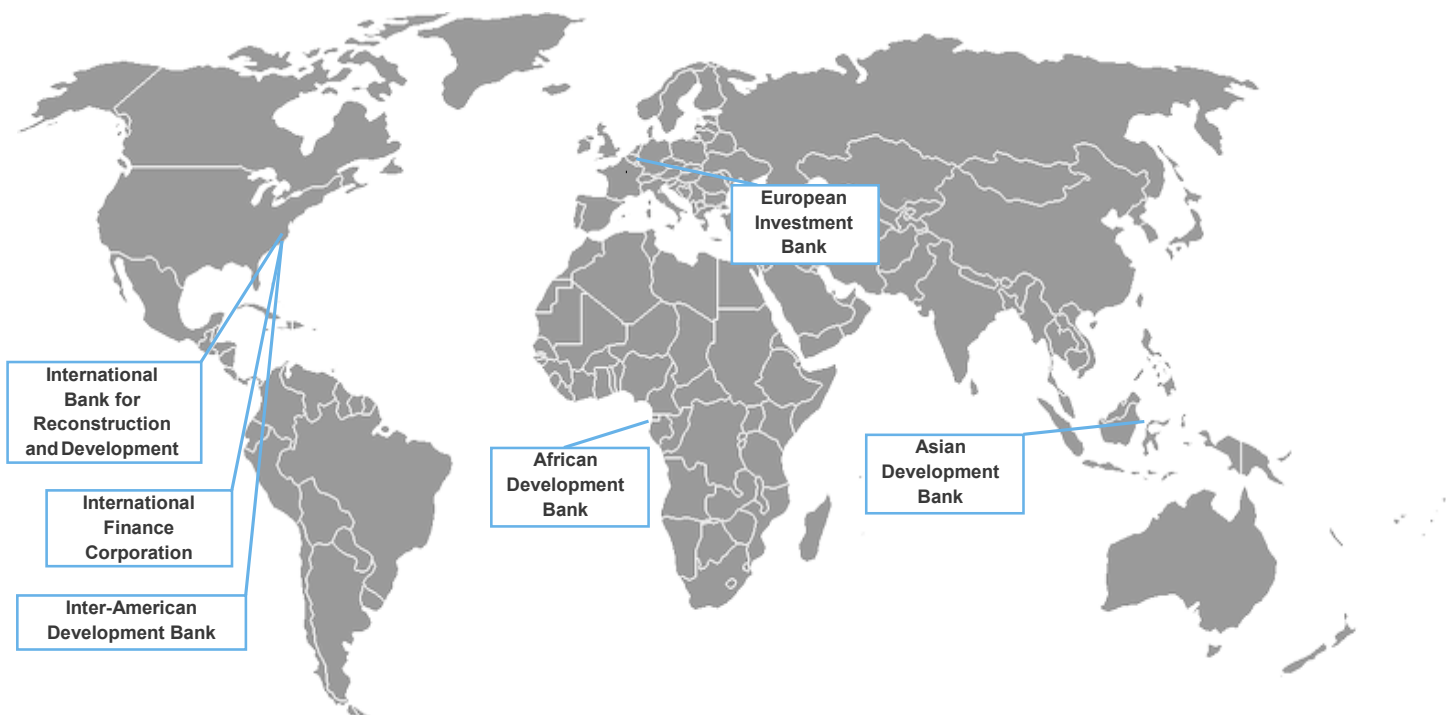 European
Investment
Bank
International
Bank for
Reconstruction
and Development
African
Development
Bank
Asian
Development
Bank
International
Finance
Corporation
Inter-American
Development Bank